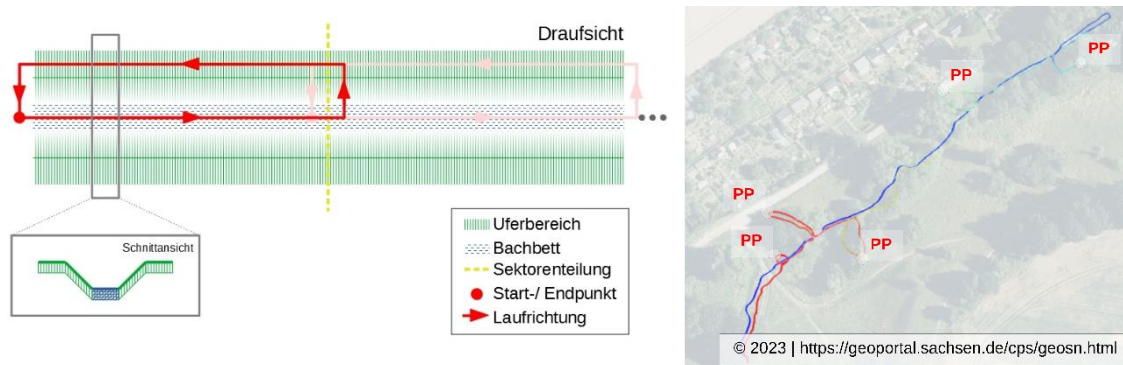 Draufsicht
Schnittansicht
Uferbereich
Bachbett
Sektorenteilung
Start-/ Endpunkt
Laufrichtung
PP
PP
PP
PP
PP
© 2023 | https://geoportal.sachsen.de/cps/geosn.html